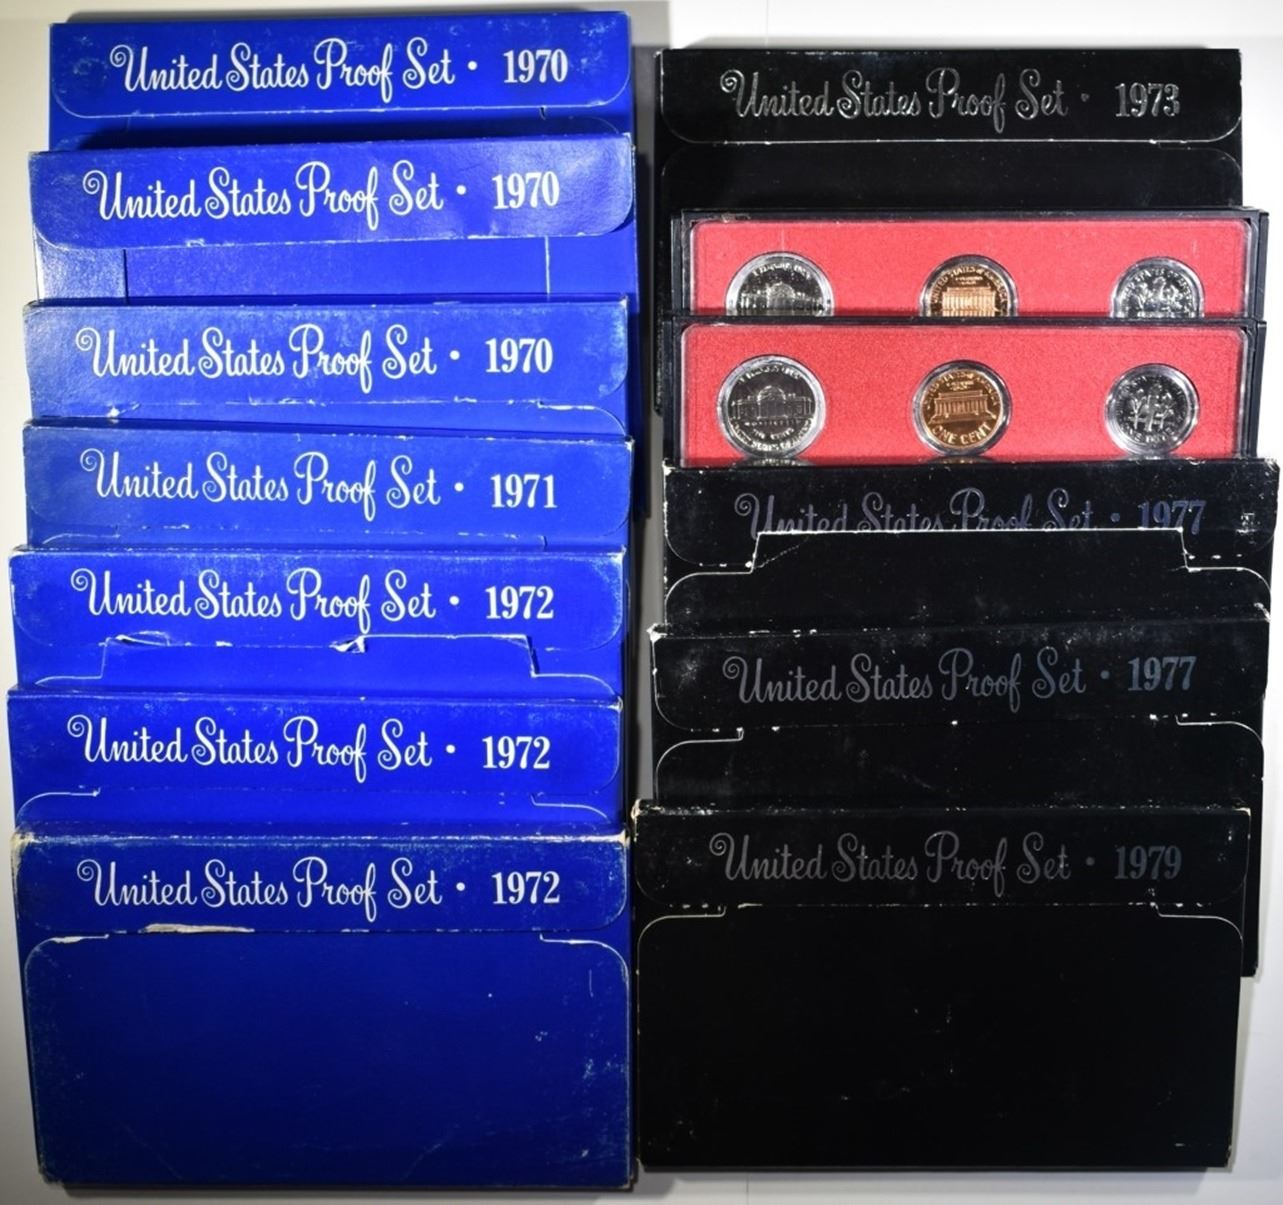 United States Proof Set · 1970
United States Proof Set · 1970
United States Proof Set · 1970
United States Proof Set · 1971
United States Proof Set · 1972
United States Proof Set · 1972
United States Proof Set · 1972
United States Proof Set · 1973
ONE CENT
United States Proof Set · 1977
United States Proof Set · 1977
United States Proof Set · 1979